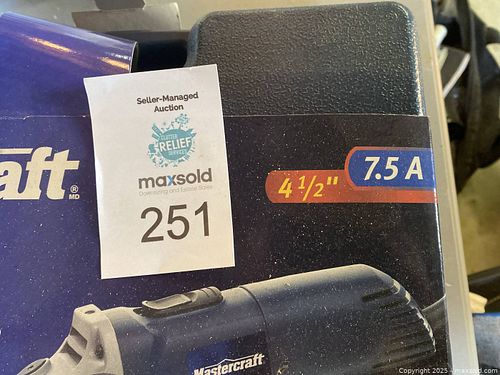 Seller-Managed
Auction
CLUTTER
RELIEF
SERVICES
maxsold
Downsizing and Estate Sales
251
aft®
MD
4 1/2"
7.5 A
Mastercraft
Copyright 2025 - maxsold.com